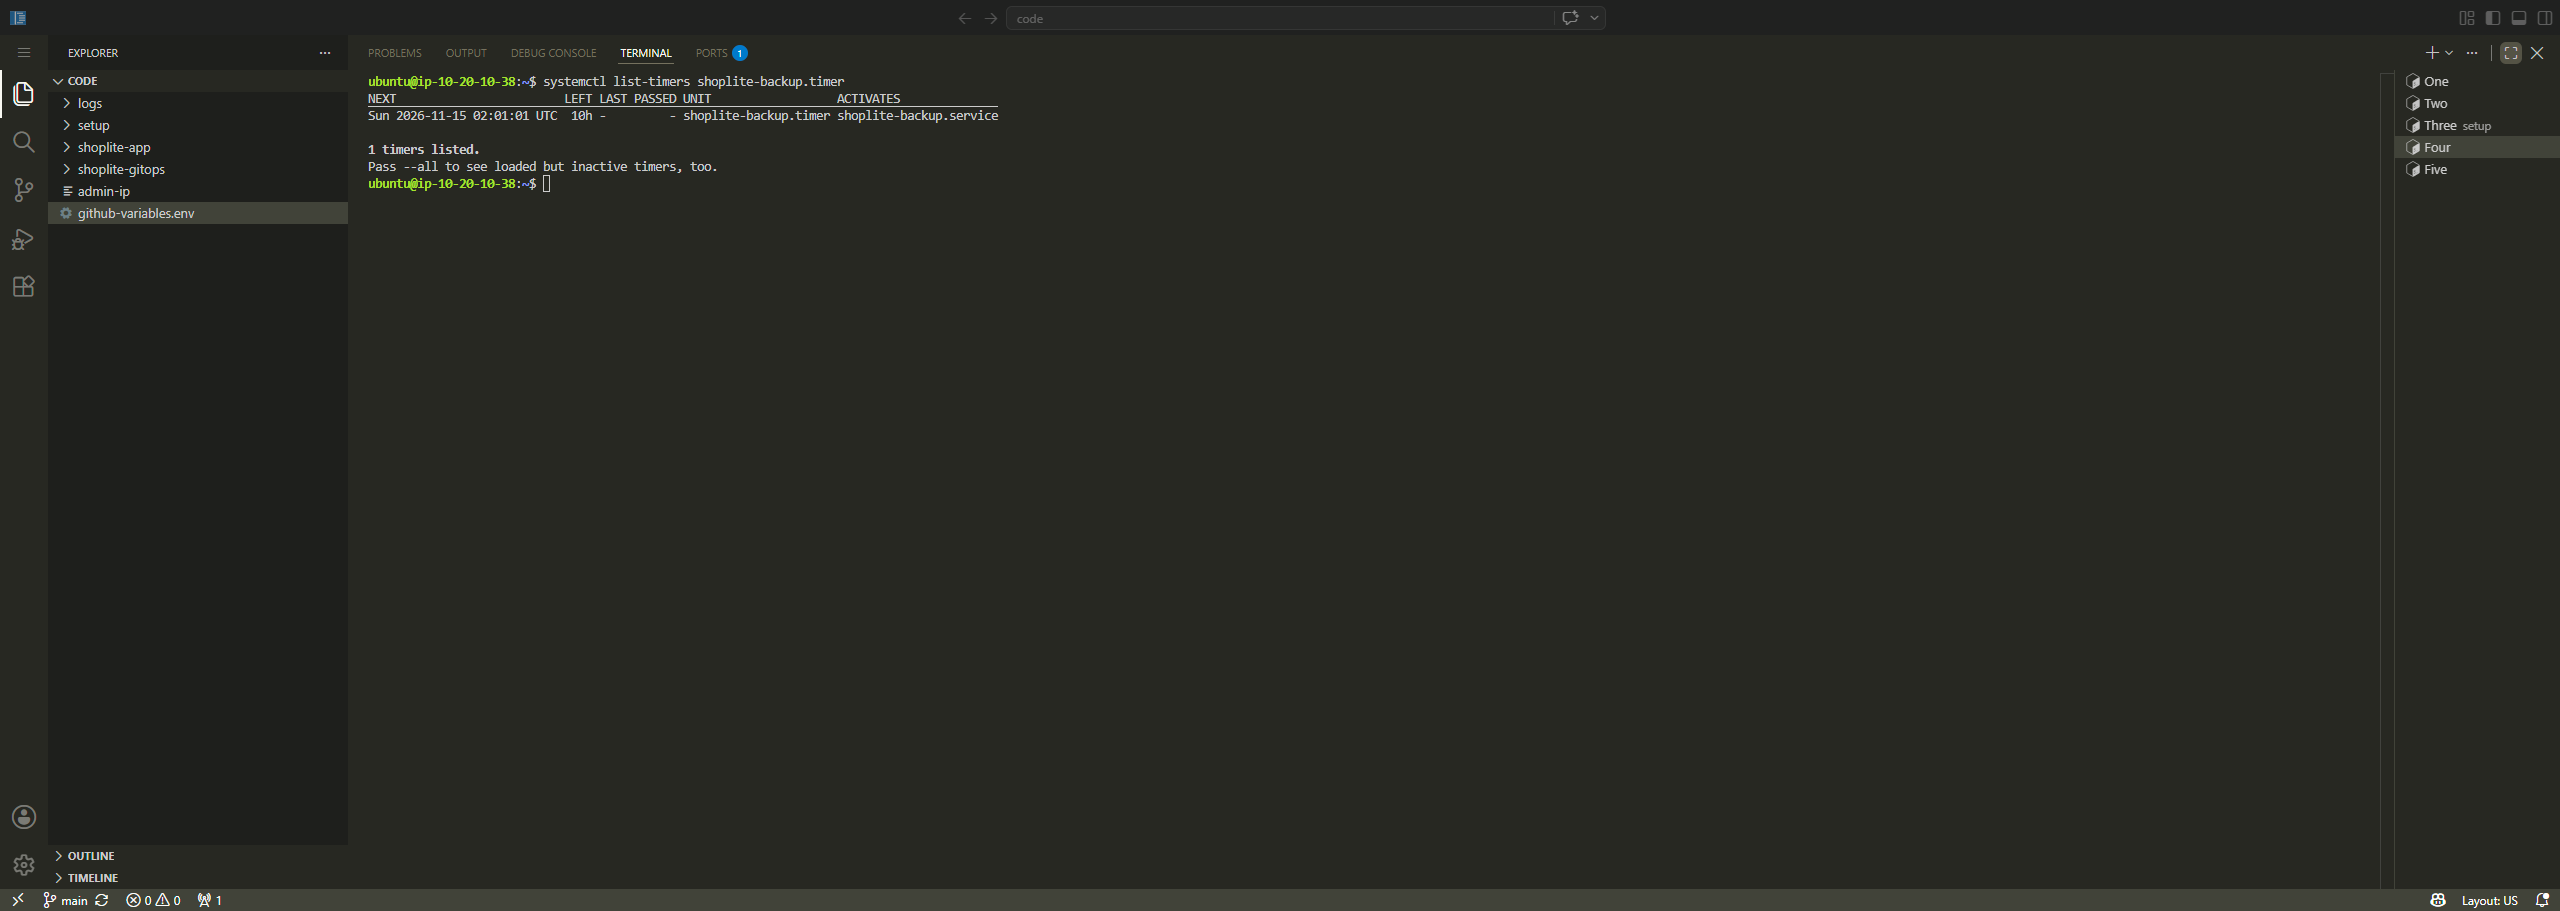 code
EXPLORER
CODE
logs
setup
shoplite-app
shoplite-gitops
admin-ip
github-variables.env
OUTLINE
TIMELINE
PROBLEMS OUTPUT DEBUG CONSOLE TERMINAL PORTS 1
ubuntu@ip-10-20-10-38:~$ systemctl list-timers shoplite-backup.timer
NEXT LEFT LAST PASSED UNIT ACTIVATES
Sun 2026-11-15 02:01:01 UTC 10h - - shoplite-backup.timer shoplite-backup.service
1 timers listed.
Pass --all to see loaded but inactive timers, too.
ubuntu@ip-10-20-10-38:~$
One
Two
Three setup
Four
Five
main 0 0 1 Layout: US